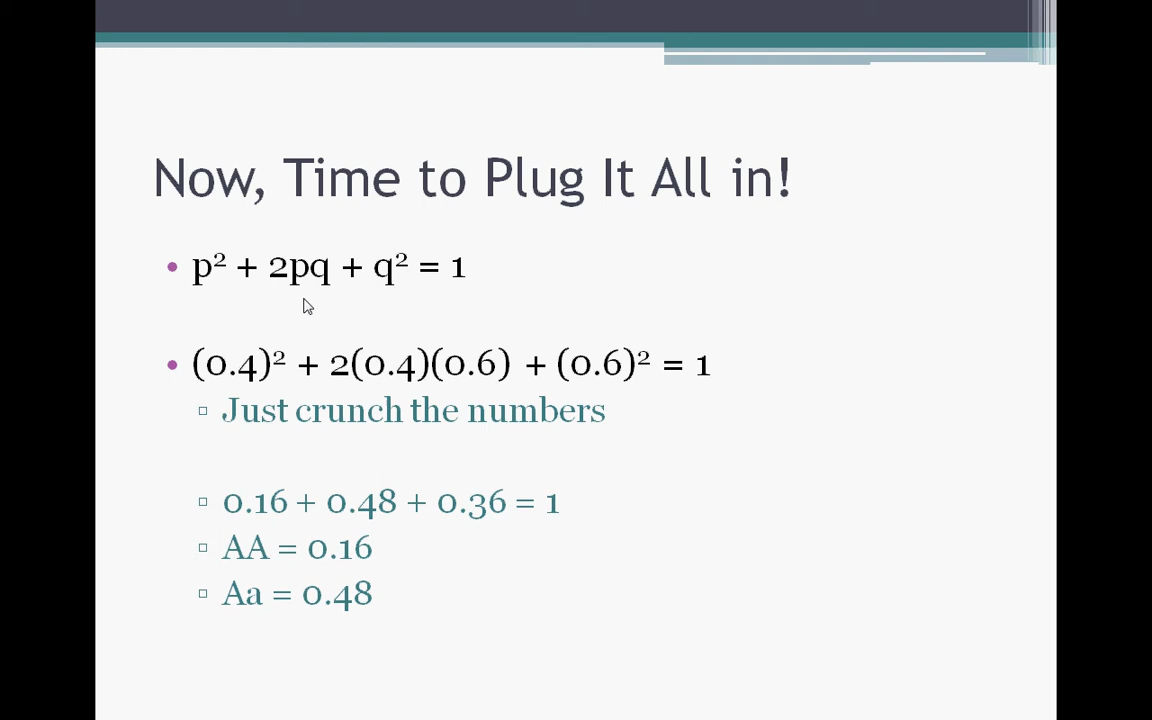 Now, Time to Plug It All in!
• p² + 2pq + q² = 1
• (0.4)² + 2(0.4)(0.6) + (0.6)² = 1
▫ Just crunch the numbers
▫ 0.16 + 0.48 + 0.36 = 1
▫ AA = 0.16
▫ Aa = 0.48